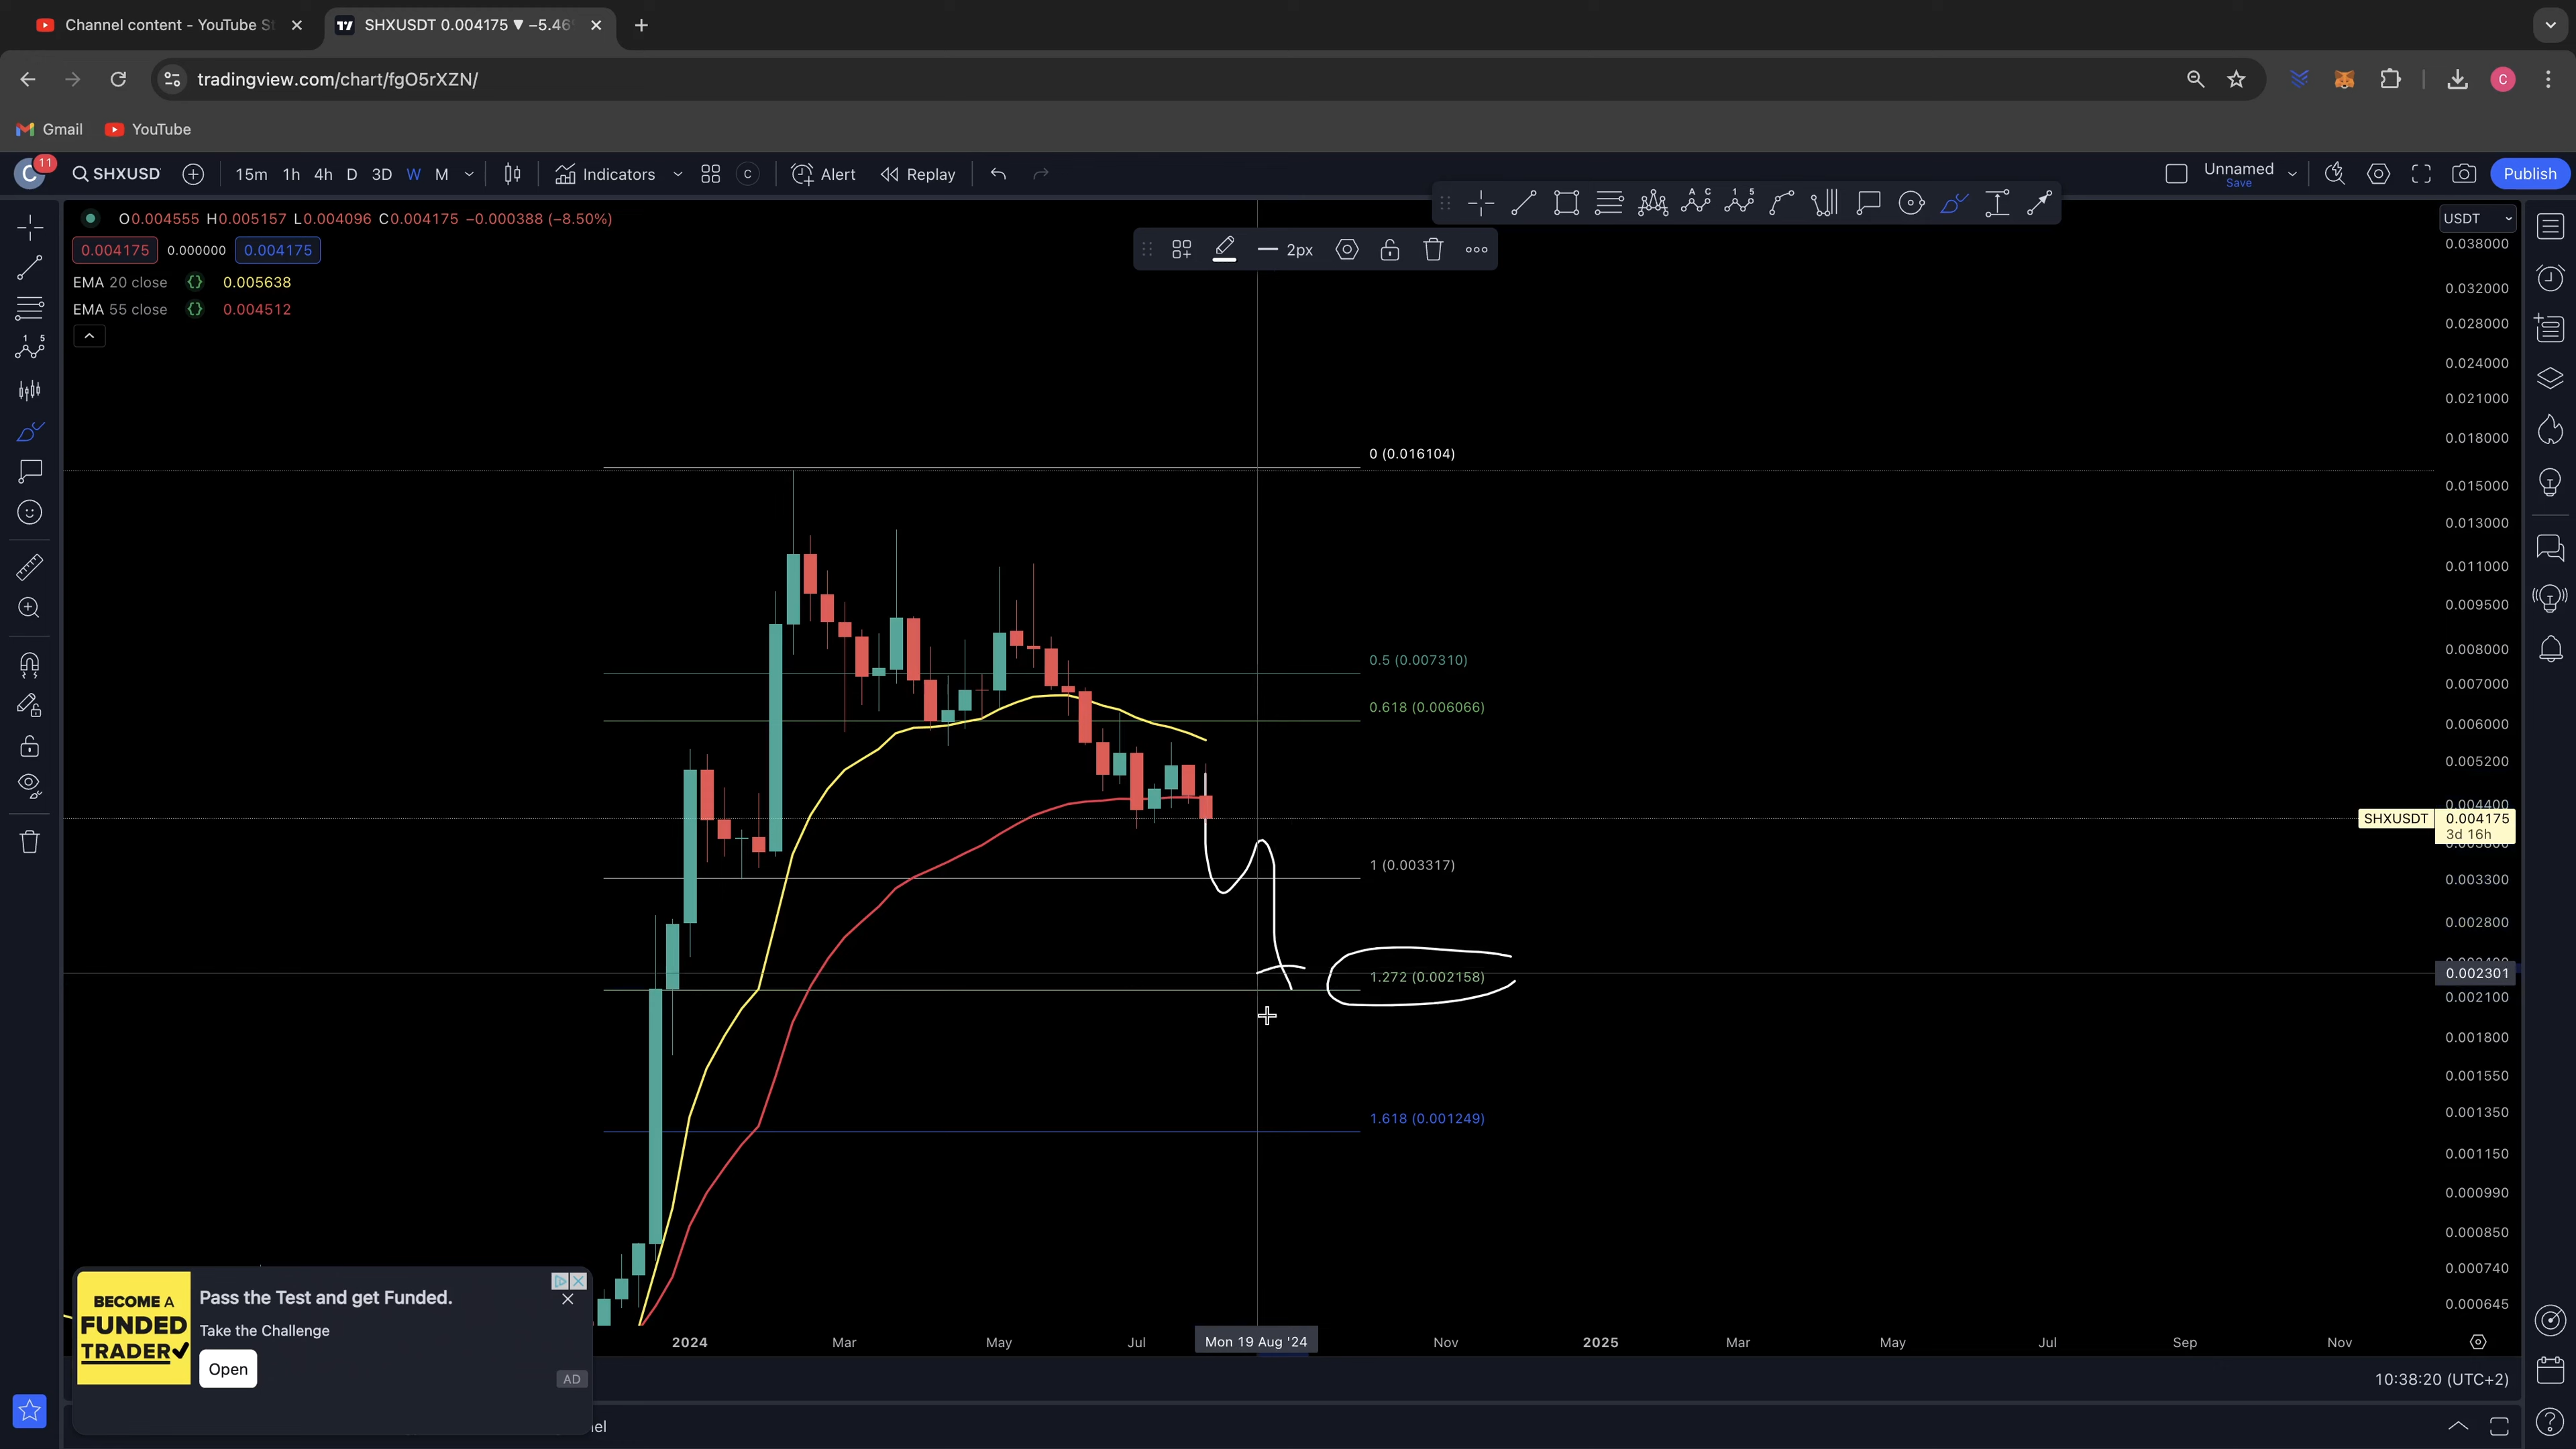 Channel content - YouTube St
SHXUSDT 0.004175 ▼ −5.46%
tradingview.com/chart/fgO5rXZN/
Gmail
YouTube
C
11
SHXUSD
15m 1h 4h D 3D W M
Indicators
C
Alert
Replay
Unnamed
Save
Publish
O0.004555 H0.005157 L0.004096 C0.004175 −0.000388 (−8.50%)
0.004175 0.000000 0.004175
EMA 20 close {} 0.005638
EMA 55 close {} 0.004512
2px
USDT
0.038000
0.032000
0.028000
0.024000
0.021000
0.018000
0.015000
0.013000
0.011000
0.009500
0.008000
0.007000
0.006000
0.005200
0.004400
SHXUSDT 0.004175
3d 16h
0.003300
0.002800
0.002301
0.002100
0.001800
0.001550
0.001350
0.001150
0.000990
0.000850
0.000740
0.000645
0 (0.016104)
0.5 (0.007310)
0.618 (0.006066)
1 (0.003317)
1.272 (0.002158)
1.618 (0.001249)
BECOME A
FUNDED
TRADER
Pass the Test and get Funded.
Take the Challenge
Open
AD
2024 Mar May Jul Mon 19 Aug '24 Nov 2025 Mar May Jul Sep Nov
10:38:20 (UTC+2)